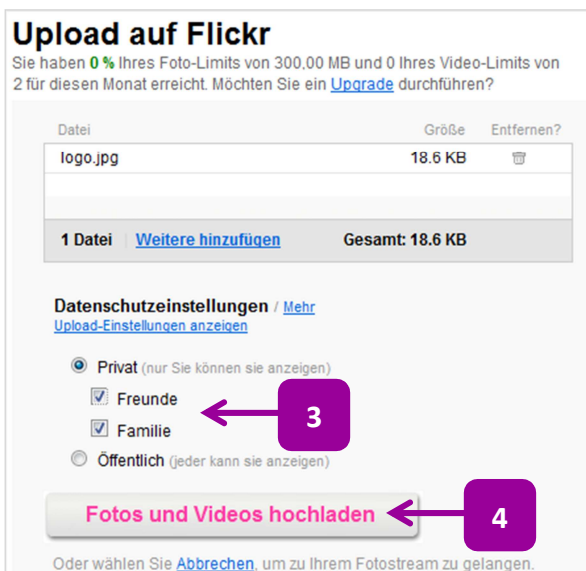 Upload auf Flickr
Sie haben 0 % Ihres Foto-Limits von 300,00 MB und 0 Ihres Video-Limits von
2 für diesen Monat erreicht. Möchten Sie ein Upgrade durchführen?
Datei Größe Entfernen?
logo.jpg 18.6 KB
1 Datei | Weitere hinzufügen Gesamt: 18.6 KB
Datenschutzeinstellungen / Mehr
Upload-Einstellungen anzeigen
Privat (nur Sie können sie anzeigen)
Freunde
3
Familie
Öffentlich (jeder kann sie anzeigen)
Fotos und Videos hochladen
4
Oder wählen Sie Abbrechen, um zu Ihrem Fotostream zu gelangen.